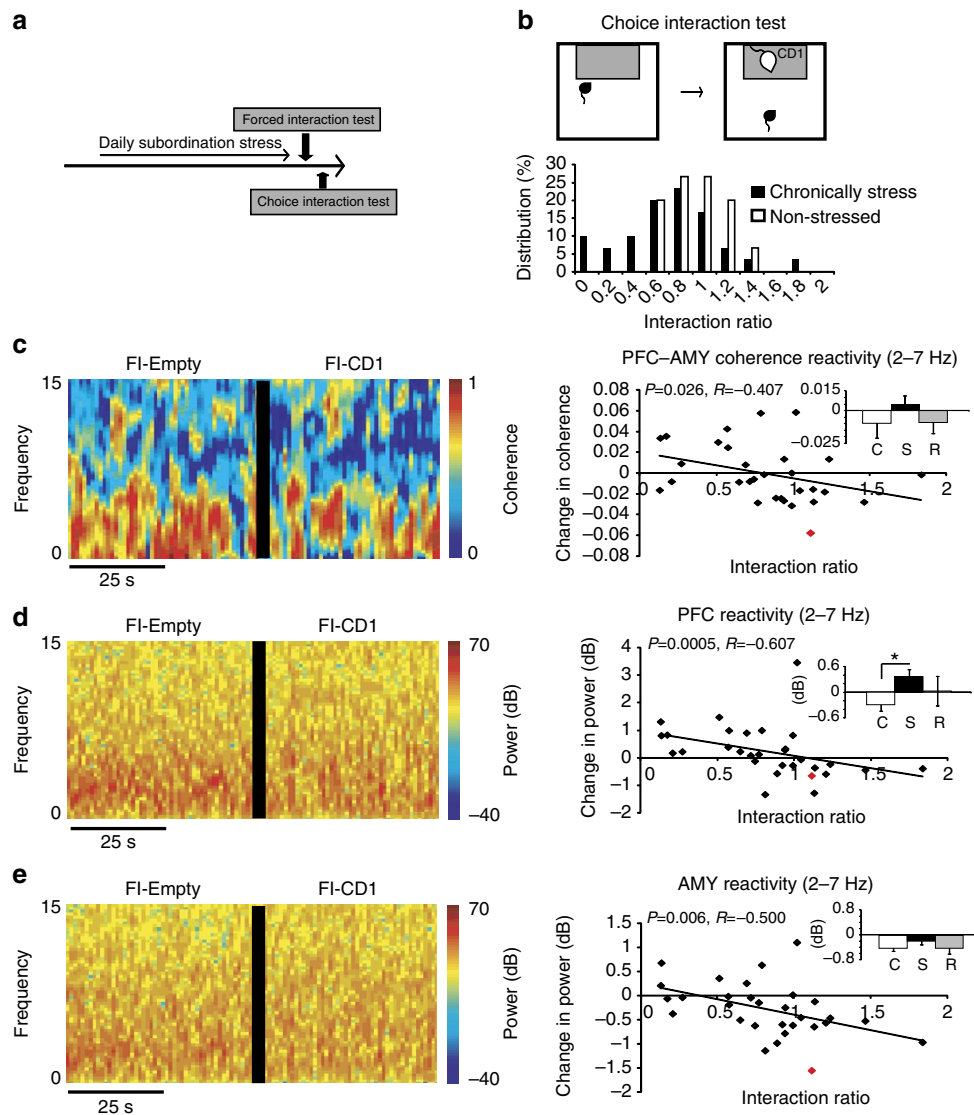 a
Forced interaction test
Daily subordination stress
Choice interaction test
b
Choice interaction test
CD1
Distribution (%)
30
25
20
15
10
5
0
Chronically stress
Non-stressed
0
0.2
0.4
0.6
0.8
1
1.2
1.4
1.6
1.8
2
Interaction ratio
c
FI-Empty
FI-CD1
Frequency
15
0
25 s
1
0
Coherence
PFC–AMY coherence reactivity (2–7 Hz)
P=0.026, R=–0.407
Change in coherence
0.08
0.06
0.04
0.02
0
–0.02
–0.04
–0.06
–0.08
0
0.5
1
1.5
2
Interaction ratio
0.015
0
–0.025
C
S
R
d
FI-Empty
FI-CD1
Frequency
15
0
25 s
70
–40
Power (dB)
PFC reactivity (2–7 Hz)
P=0.0005, R=–0.607
Change in power (dB)
4
3
2
1
0
–1
–2
0
0.5
1
1.5
2
Interaction ratio
(dB)
0.6
0
–0.6
*
C
S
R
e
FI-Empty
FI-CD1
Frequency
15
0
25 s
70
–40
Power (dB)
AMY reactivity (2–7 Hz)
P=0.006, R=–0.500
Change in power (dB)
1.5
1
0.5
0
–0.5
–1
–1.5
–2
0
0.5
1
1.5
2
Interaction ratio
(dB)
0.8
0
–0.8
C
S
R